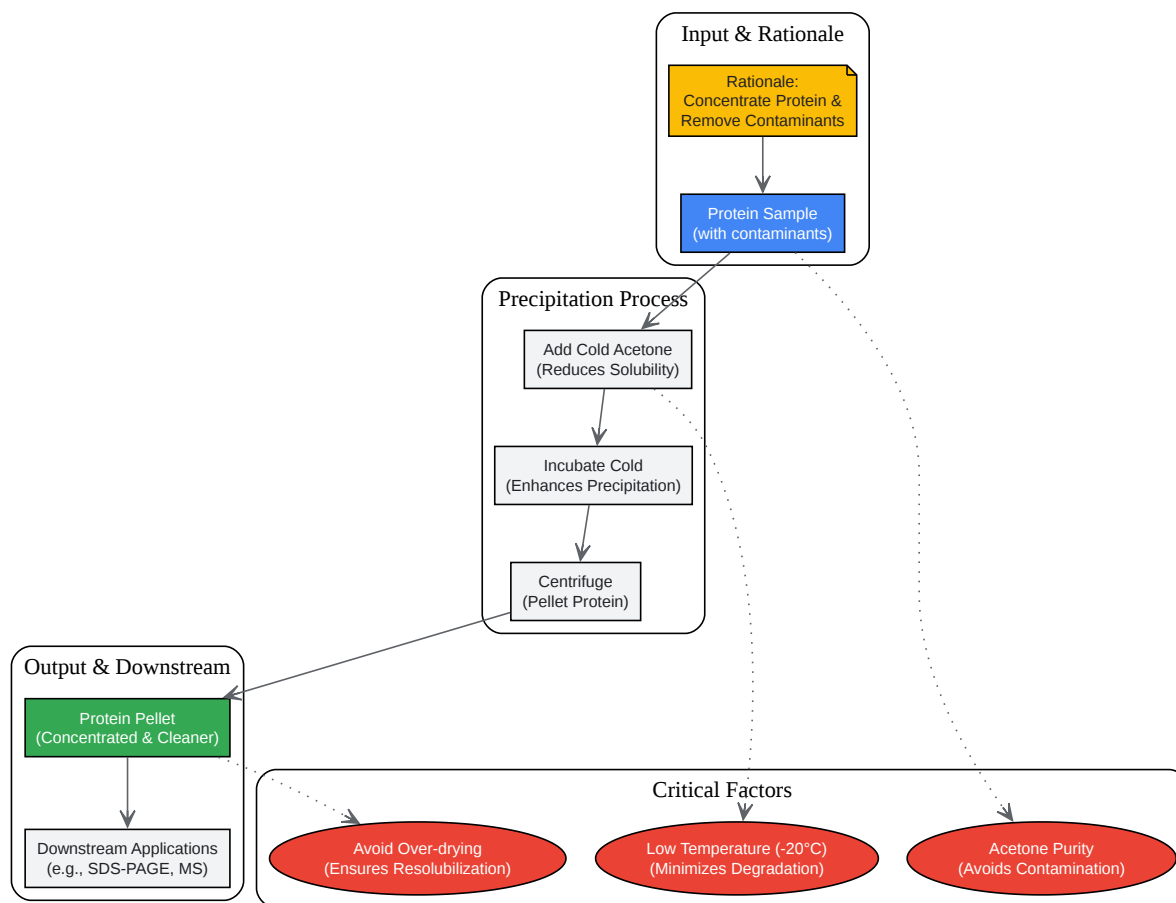 Input & Rationale
Rationale:
Concentrate Protein &
Remove Contaminants
Protein Sample
(with contaminants)
Precipitation Process
Add Cold Acetone
(Reduces Solubility)
Incubate Cold
(Enhances Precipitation)
Centrifuge
(Pellet Protein)
Output & Downstream
Protein Pellet
(Concentrated & Cleaner)
Downstream Applications
(e.g., SDS-PAGE, MS)
Critical Factors
Avoid Over-drying
(Ensures Resolubilization)
Low Temperature (-20°C)
(Minimizes Degradation)
Acetone Purity
(Avoids Contamination)